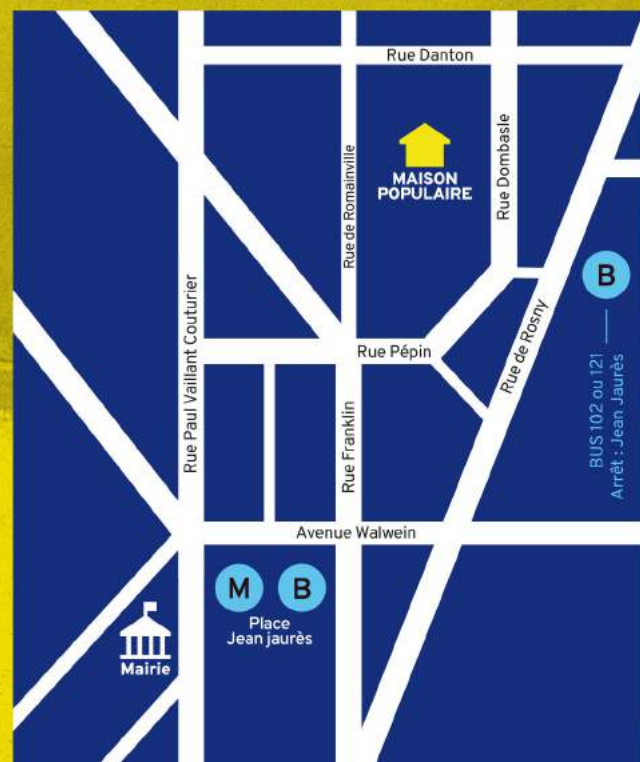 Rue Danton
Rue de Romainville
MAISON
POPULAIRE
Rue Dombasle
B
BUS 102 ou 121
Arrêt : Jean Jaurès
Rue de Rosny
Rue Paul Vaillant Couturier
Rue Pépin
Rue Franklin
Avenue Walwein
M
B
Place
Jean jaurès
Mairie